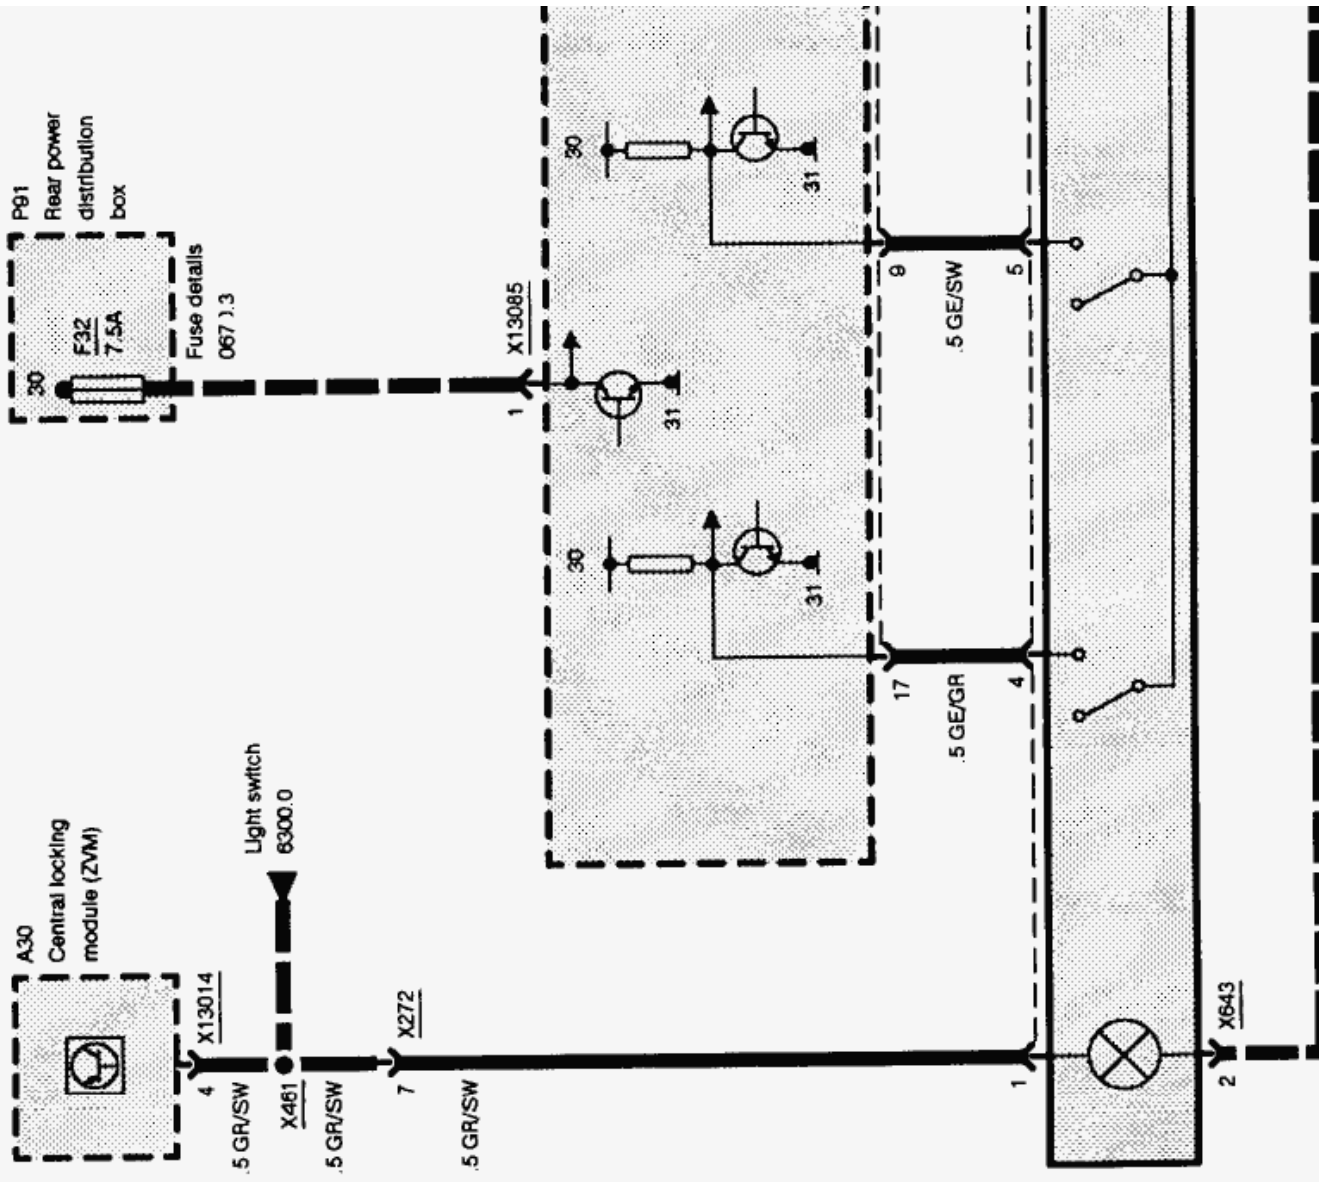 P91
Rear power
distribution
box
30
F32
7.5A
Fuse details
067 ).3
1
X13085
30
31
31
30
31
9
.5 GE/SW
5
17
.5 GE/GR
4
A30
Central locking
module (ZVM)
4
X13014
.5 GR/SW
X461
Light switch
6300.0
.5 GR/SW
7
X272
.5 GR/SW
1
2
X643